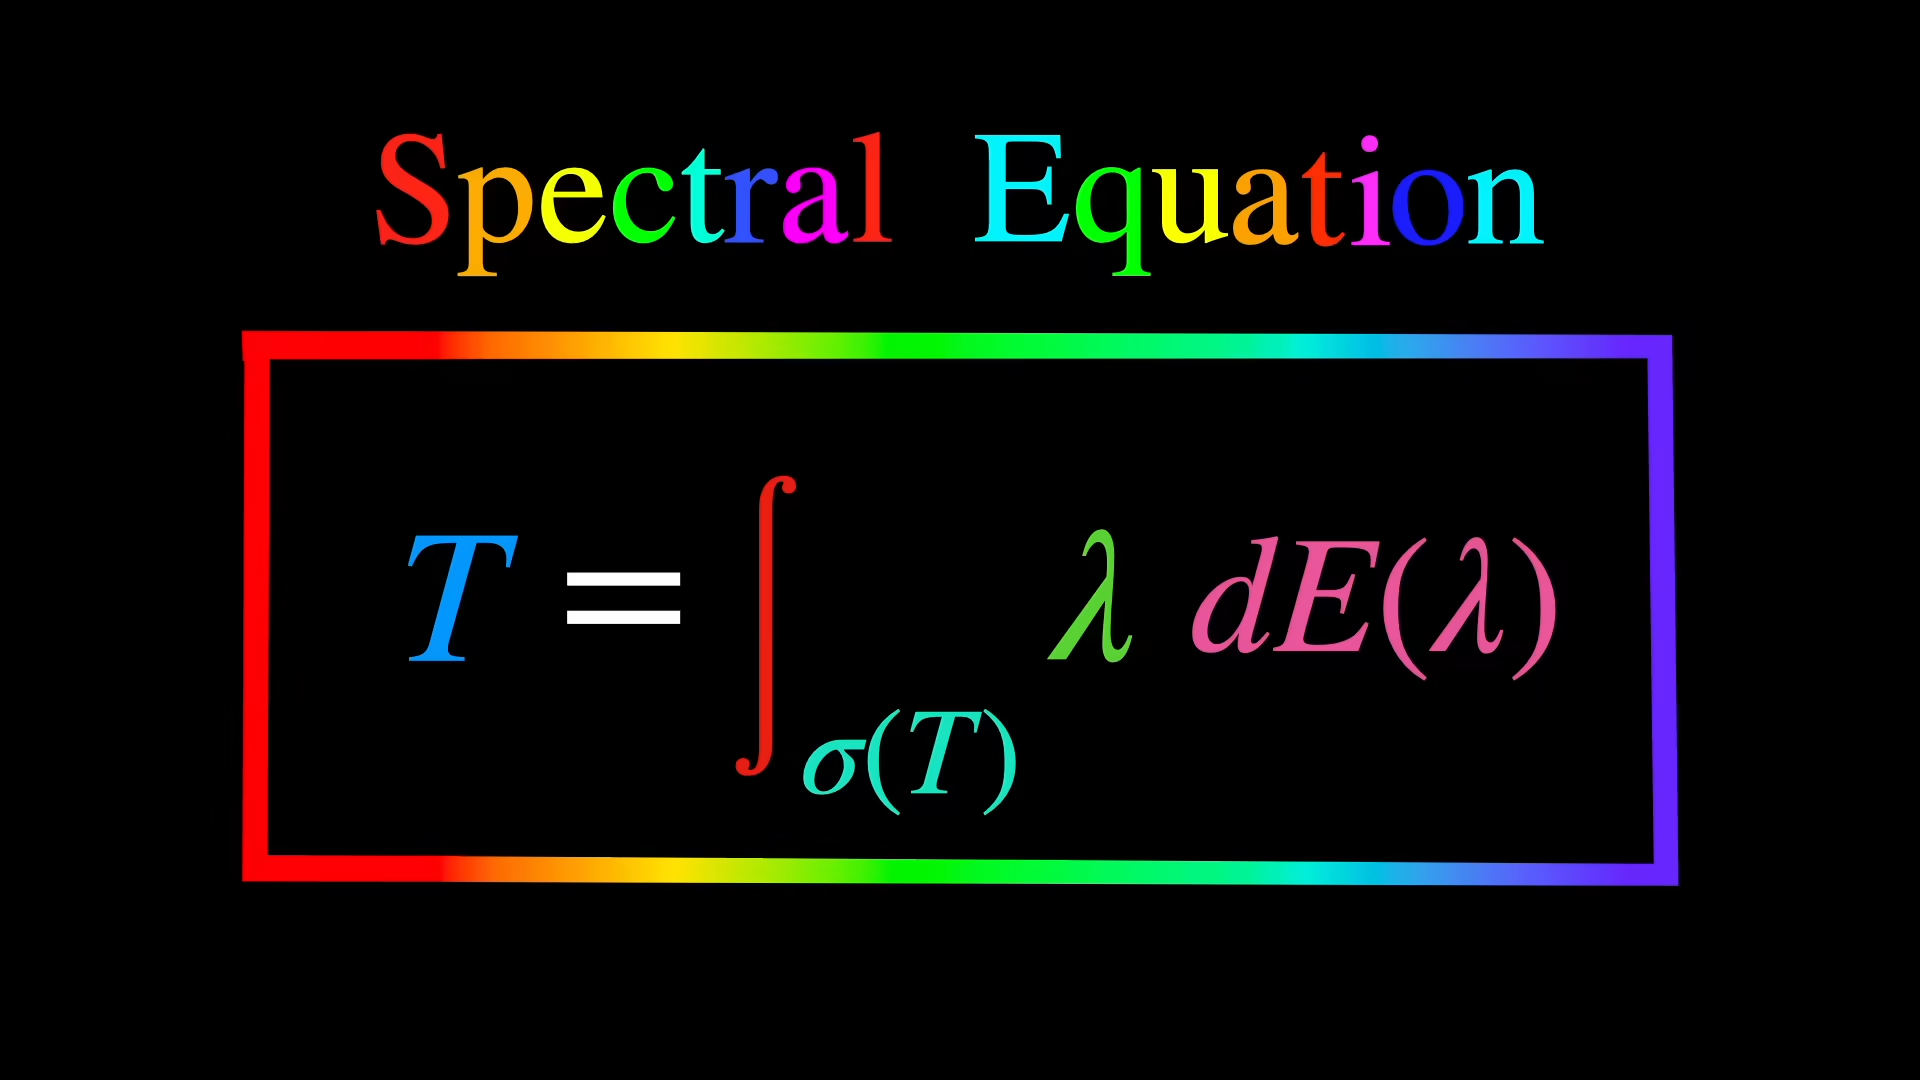 Spectral Equation
T = ∫σ(T) λ dE(λ)